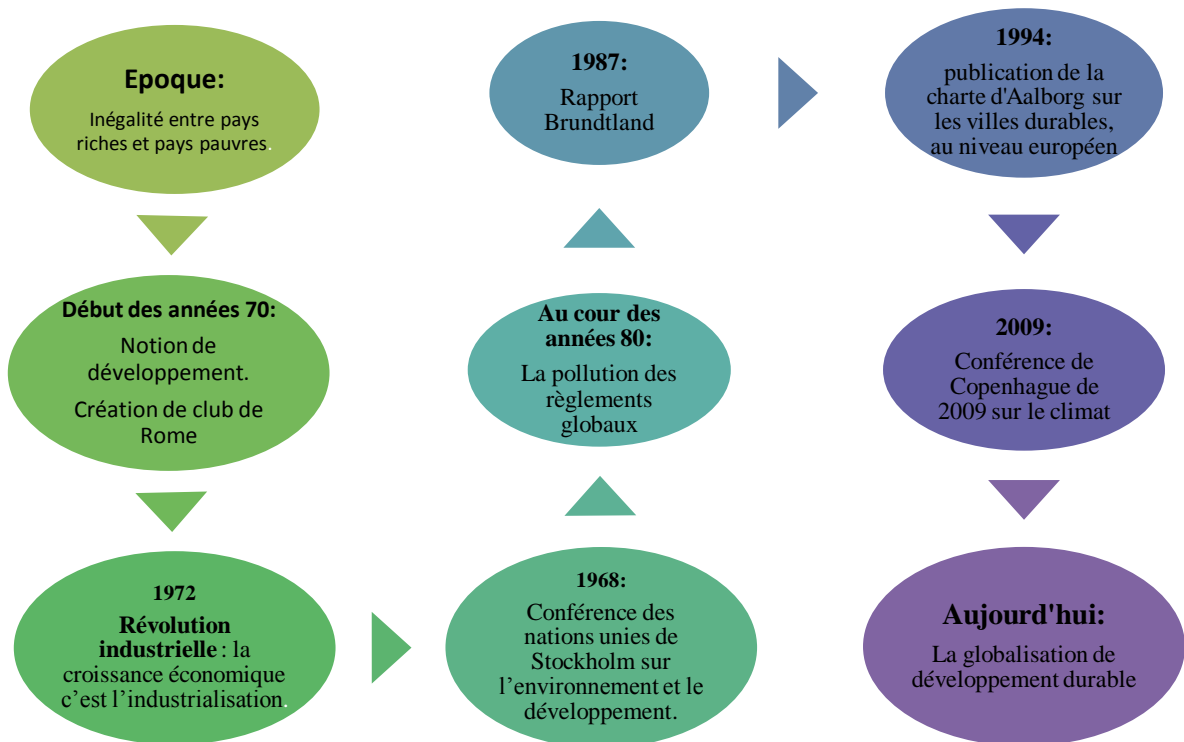 Epoque:
Inégalité entre pays
riches et pays pauvres.
Début des années 70:
Notion de
développement.
Création de club de
Rome
1972
Révolution
industrielle : la
croissance économique
c'est l'industrialisation.
1968:
Conférence des
nations unies de
Stockholm sur
l'environnement et le
développement.
Au cour des
années 80:
La pollution des
règlements
globaux
1987:
Rapport
Brundtland
1994:
publication de la
charte d'Aalborg sur
les villes durables,
au niveau européen
2009:
Conférence de
Copenhague de
2009 sur le climat
Aujourd'hui:
La globalisation de
développement durable